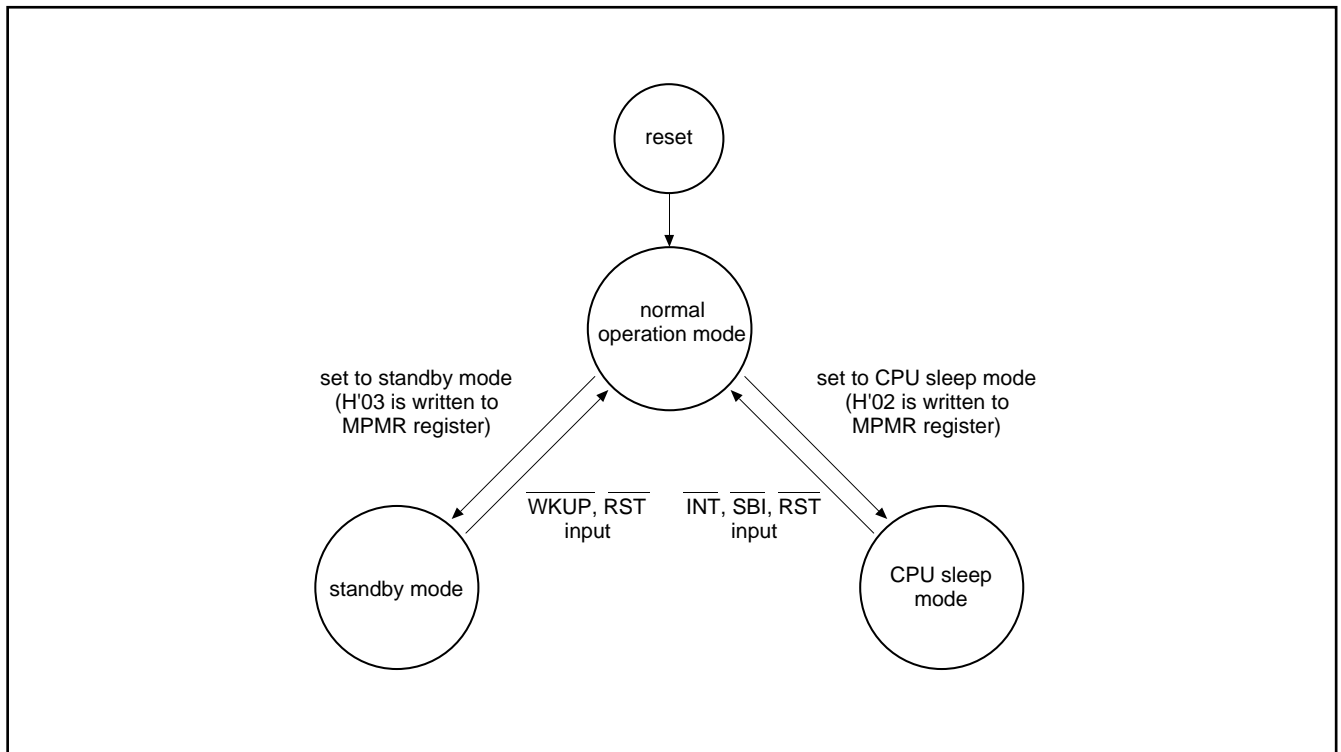 reset
normal
operation mode
set to standby mode
(H'03 is written to
MPMR register)
set to CPU sleep mode
(H'02 is written to
MPMR register)
WKUP, RST
input
INT, SBI, RST
input
standby mode
CPU sleep
mode